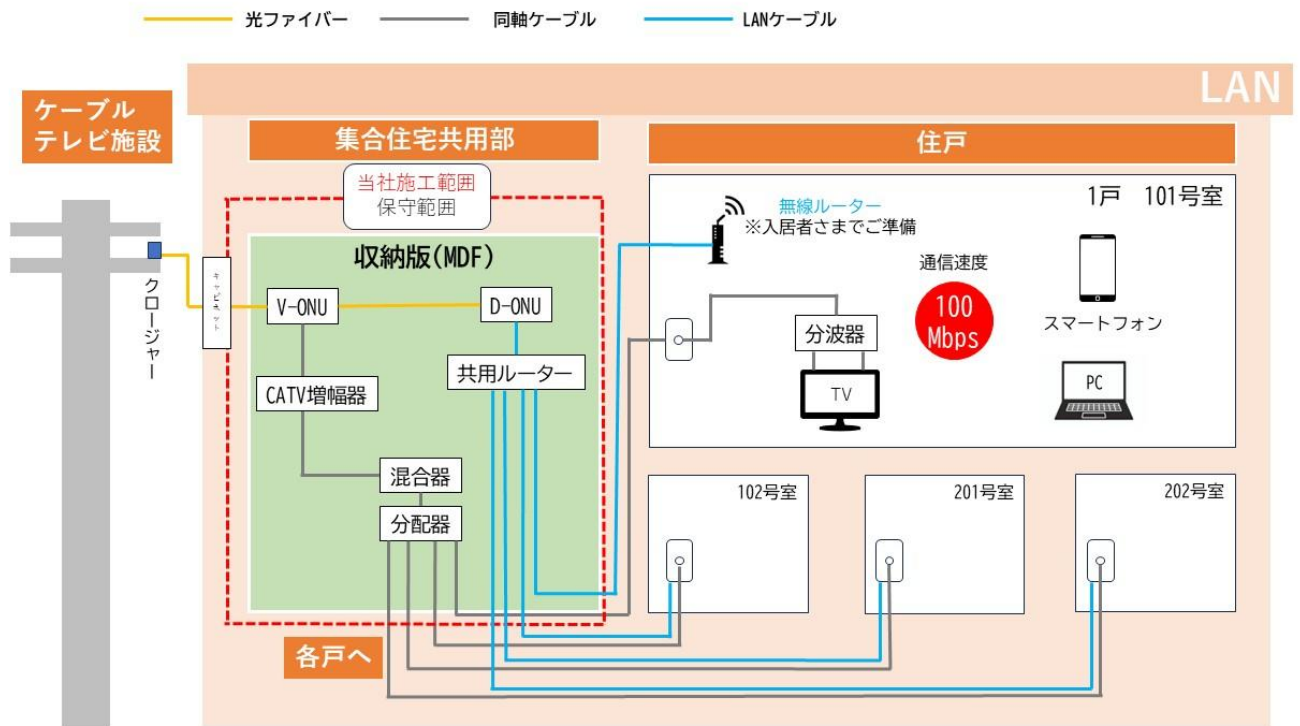 光ファイバー
同軸ケーブル
LANケーブル
LAN
ケーブル
テレビ施設
集合住宅共用部
住戸
当社施工範囲
保守範囲
収納版(MDF)
キャビネット
クロージャー
V-ONU
D-ONU
共用ルーター
CATV増幅器
混合器
分配器
各戸へ
1戸 101号室
無線ルーター
※入居者さまでご準備
通信速度
100
Mbps
スマートフォン
分波器
TV
PC
102号室
201号室
202号室